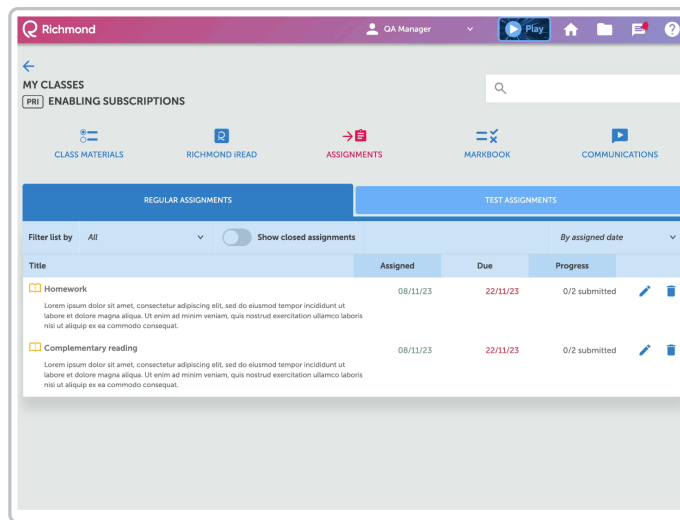 Richmond
QA Manager
Play
?
MY CLASSES
PRI ENABLING SUBSCRIPTIONS
CLASS MATERIALS
RICHMOND iREAD
ASSIGNMENTS
MARKBOOK
COMMUNICATIONS
REGULAR ASSIGNMENTS
TEST ASSIGNMENTS
Filter list by All
Show closed assignments
By assigned date
Title Assigned Due Progress
Homework 08/11/23 22/11/23 0/2 submitted
Lorem ipsum dolor sit amet, consectetur adipiscing elit, sed do eiusmod tempor incididunt ut
labore et dolore magna aliqua. Ut enim ad minim veniam, quis nostrud exercitation ullamco laboris
nisi ut aliquip ex ea commodo consequat.
Complementary reading 08/11/23 22/11/23 0/2 submitted
Lorem ipsum dolor sit amet, consectetur adipiscing elit, sed do eiusmod tempor incididunt ut
labore et dolore magna aliqua. Ut enim ad minim veniam, quis nostrud exercitation ullamco laboris
nisi ut aliquip ex ea commodo consequat.